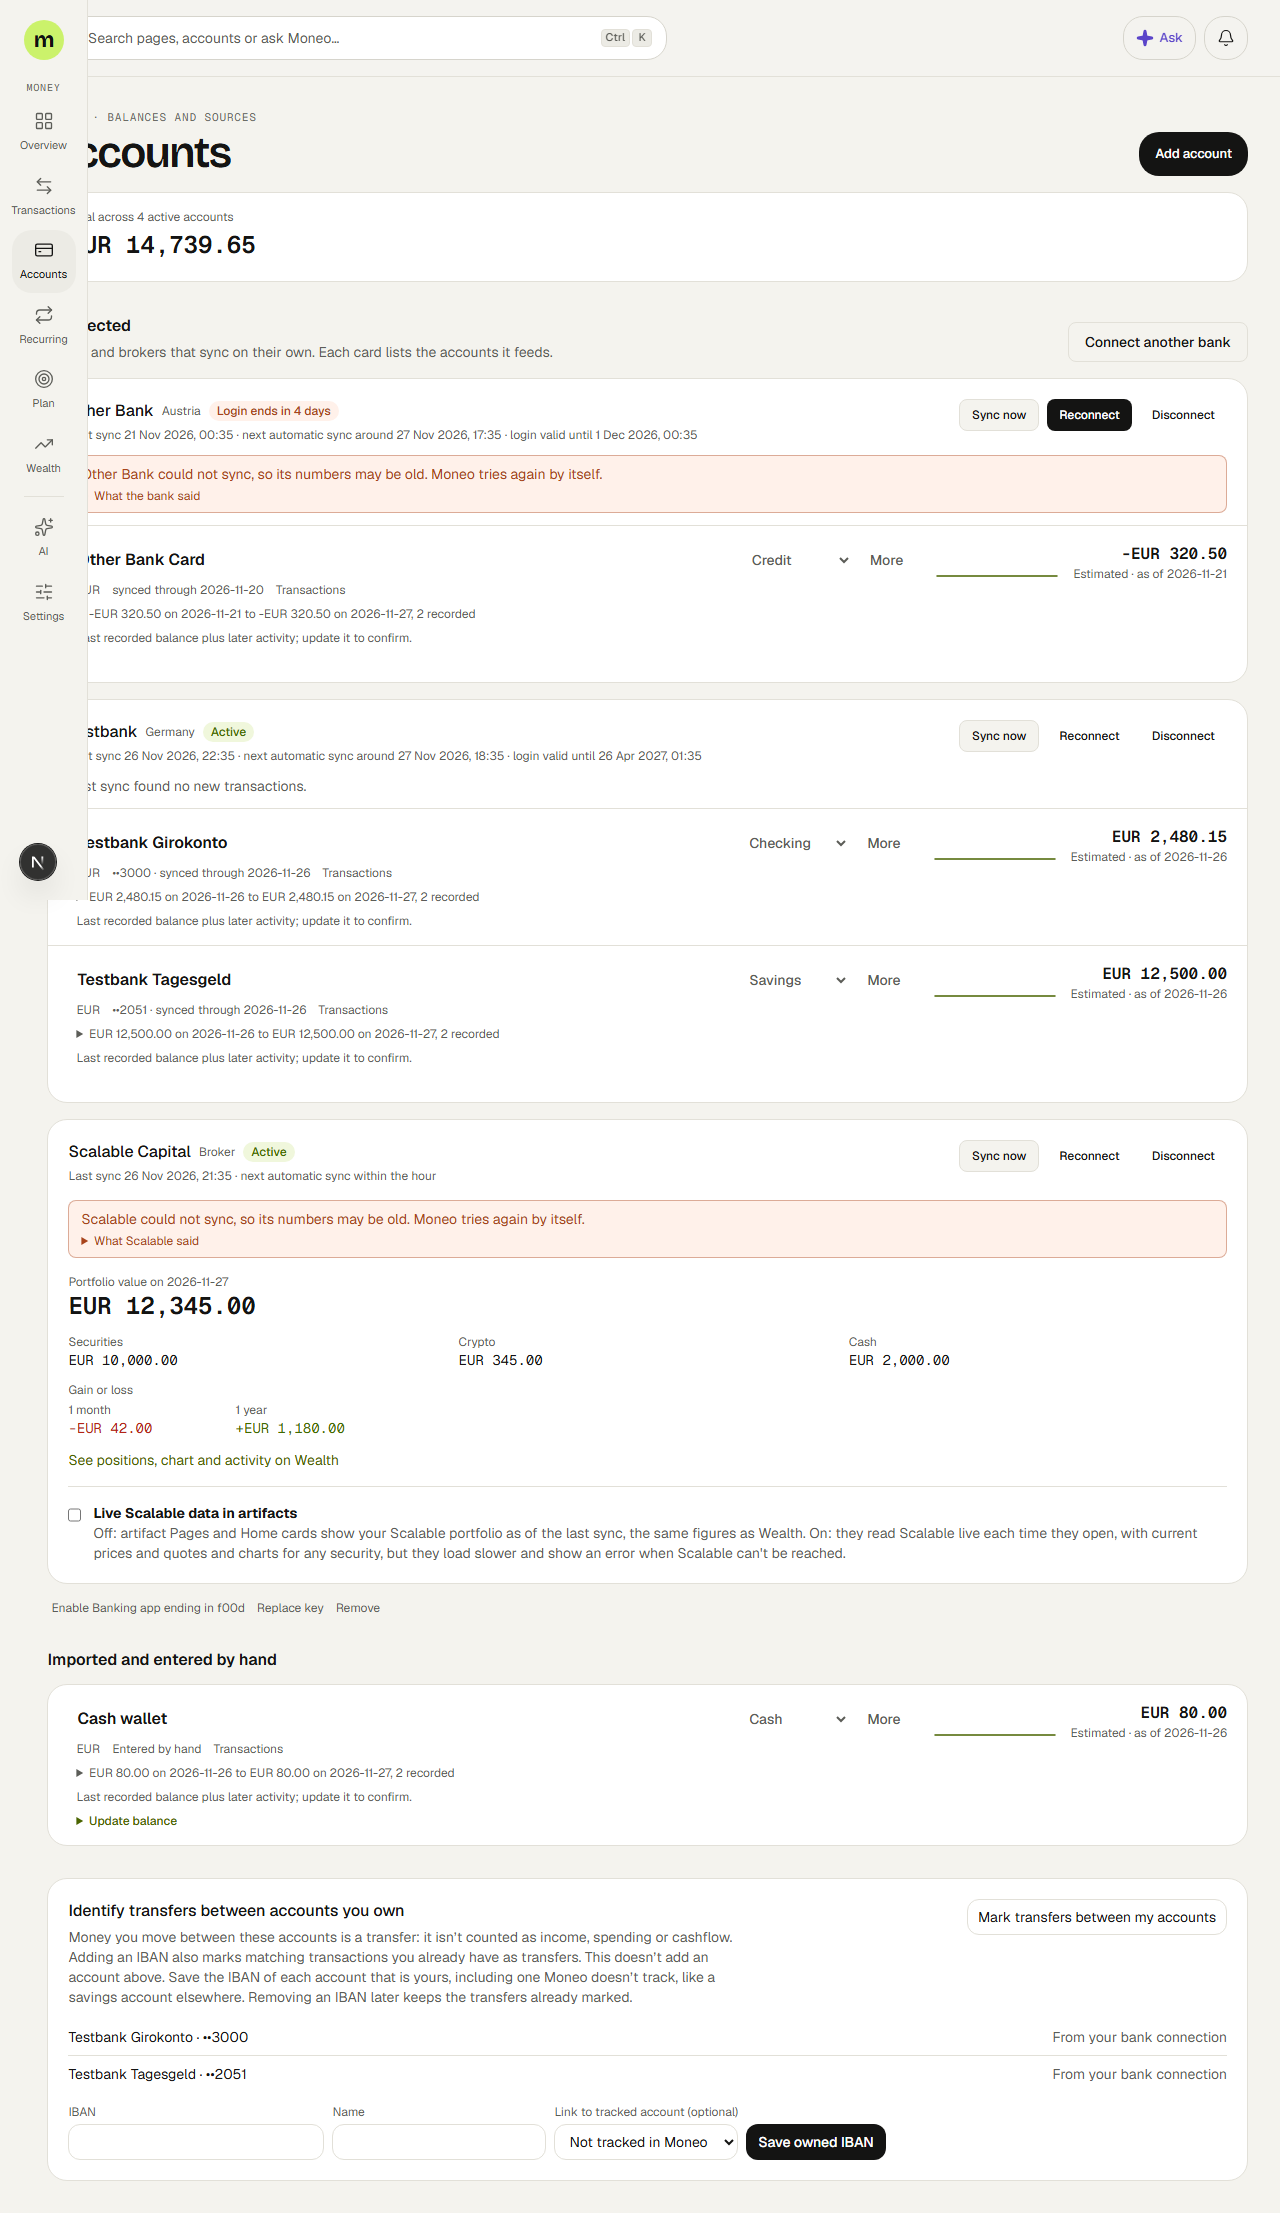 m
Search pages, accounts or ask Moneo...
Ctrl K
Ask
MONEY
Overview
Transactions
Accounts
Recurring
Plan
Wealth
AI
Settings
N
· BALANCES AND SOURCES
ccounts
Add account
al across 4 active accounts
UR 14,739.65
ected
and brokers that sync on their own. Each card lists the accounts it feeds.
Connect another bank
her Bank Austria Login ends in 4 days
Sync now Reconnect Disconnect
t sync 21 Nov 2026, 00:35 · next automatic sync around 27 Nov 2026, 17:35 · login valid until 1 Dec 2026, 00:35
Other Bank could not sync, so its numbers may be old. Moneo tries again by itself.
What the bank said
Other Bank Card
Credit More
-EUR 320.50
Estimated · as of 2026-11-21
UR synced through 2026-11-20 Transactions
-EUR 320.50 on 2026-11-21 to -EUR 320.50 on 2026-11-27, 2 recorded
ast recorded balance plus later activity; update it to confirm.
stbank Germany Active
Sync now Reconnect Disconnect
t sync 26 Nov 2026, 22:35 · next automatic sync around 27 Nov 2026, 18:35 · login valid until 26 Apr 2027, 01:35
st sync found no new transactions.
estbank Girokonto
Checking More
EUR 2,480.15
Estimated · as of 2026-11-26
UR ••3000 · synced through 2026-11-26 Transactions
EUR 2,480.15 on 2026-11-26 to EUR 2,480.15 on 2026-11-27, 2 recorded
Last recorded balance plus later activity; update it to confirm.
Testbank Tagesgeld
Savings More
EUR 12,500.00
Estimated · as of 2026-11-26
EUR ••2051 · synced through 2026-11-26 Transactions
EUR 12,500.00 on 2026-11-26 to EUR 12,500.00 on 2026-11-27, 2 recorded
Last recorded balance plus later activity; update it to confirm.
Scalable Capital Broker Active
Sync now Reconnect Disconnect
Last sync 26 Nov 2026, 21:35 · next automatic sync within the hour
Scalable could not sync, so its numbers may be old. Moneo tries again by itself.
What Scalable said
Portfolio value on 2026-11-27
EUR 12,345.00
Securities Crypto Cash
EUR 10,000.00 EUR 345.00 EUR 2,000.00
Gain or loss
1 month 1 year
-EUR 42.00 +EUR 1,180.00
See positions, chart and activity on Wealth
Live Scalable data in artifacts
Off: artifact Pages and Home cards show your Scalable portfolio as of the last sync, the same figures as Wealth. On: they read Scalable live each time they open, with current
prices and quotes and charts for any security, but they load slower and show an error when Scalable can't be reached.
Enable Banking app ending in f00d Replace key Remove
Imported and entered by hand
Cash wallet
Cash More
EUR 80.00
Estimated · as of 2026-11-26
EUR Entered by hand Transactions
EUR 80.00 on 2026-11-26 to EUR 80.00 on 2026-11-27, 2 recorded
Last recorded balance plus later activity; update it to confirm.
Update balance
Identify transfers between accounts you own
Mark transfers between my accounts
Money you move between these accounts is a transfer: it isn't counted as income, spending or cashflow.
Adding an IBAN also marks matching transactions you already have as transfers. This doesn't add an
account above. Save the IBAN of each account that is yours, including one Moneo doesn't track, like a
savings account elsewhere. Removing an IBAN later keeps the transfers already marked.
Testbank Girokonto · ••3000 From your bank connection
Testbank Tagesgeld · ••2051 From your bank connection
IBAN Name Link to tracked account (optional)
Not tracked in Moneo Save owned IBAN